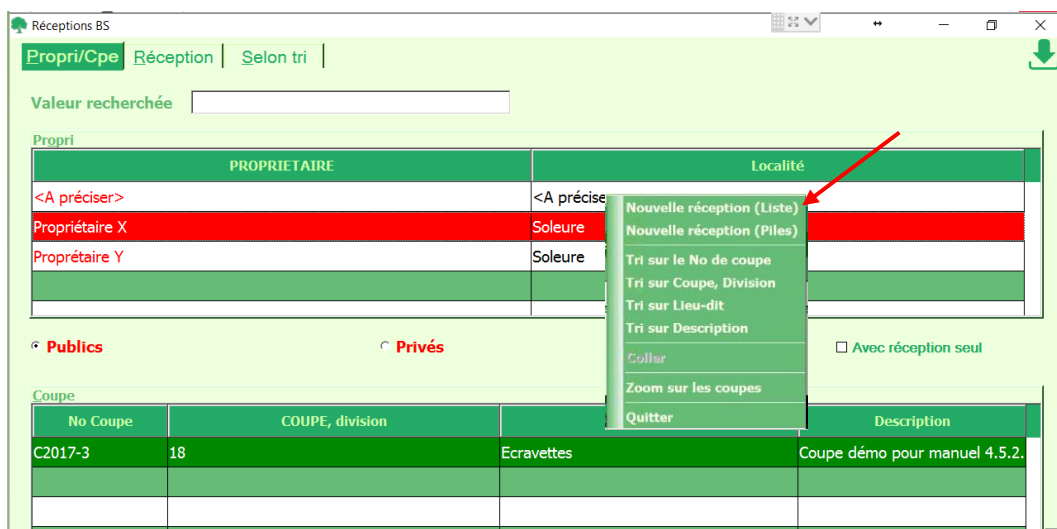 Réceptions BS
Propri/Cpe Réception Selon tri
Valeur recherchée
Propri
PROPRIETAIRE Localité
<A préciser> <A précise
Propriétaire X Soleure
Proprétaire Y Soleure
Nouvelle réception (Liste)
Nouvelle réception (Piles)
Tri sur le No de coupe
Tri sur Coupe, Division
Tri sur Lieu-dit
Tri sur Description
Coller
Zoom sur les coupes
Quitter
Publics Privés Avec réception seul
Coupe
No Coupe COUPE, division Description
C2017-3 18 Ecravettes Coupe démo pour manuel 4.5.2.